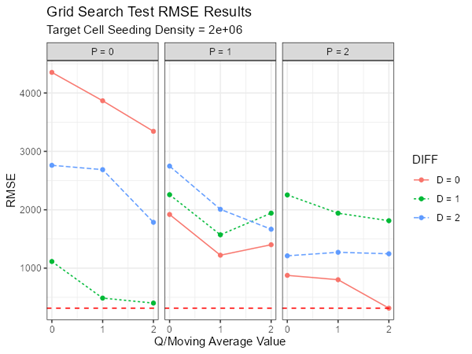 Grid Search Test RMSE Results
Target Cell Seeding Density = 2e+06
P = 0 P = 1 P = 2
4000
3000
2000
1000
RMSE
0 1 2 0 1 2 0 1 2
Q/Moving Average Value
DIFF
D = 0
D = 1
D = 2